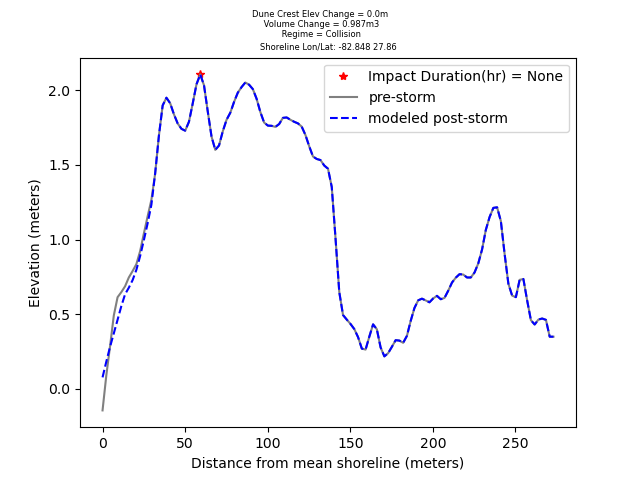 Dune Crest Elev Change = 0.0m
Volume Change = 0.987m3
Regime = Collision
Shoreline Lon/Lat: -82.848 27.86
Impact Duration(hr) = None
pre-storm
modeled post-storm
Elevation (meters)
2.0
1.5
1.0
0.5
0.0
0 50 100 150 200 250
Distance from mean shoreline (meters)